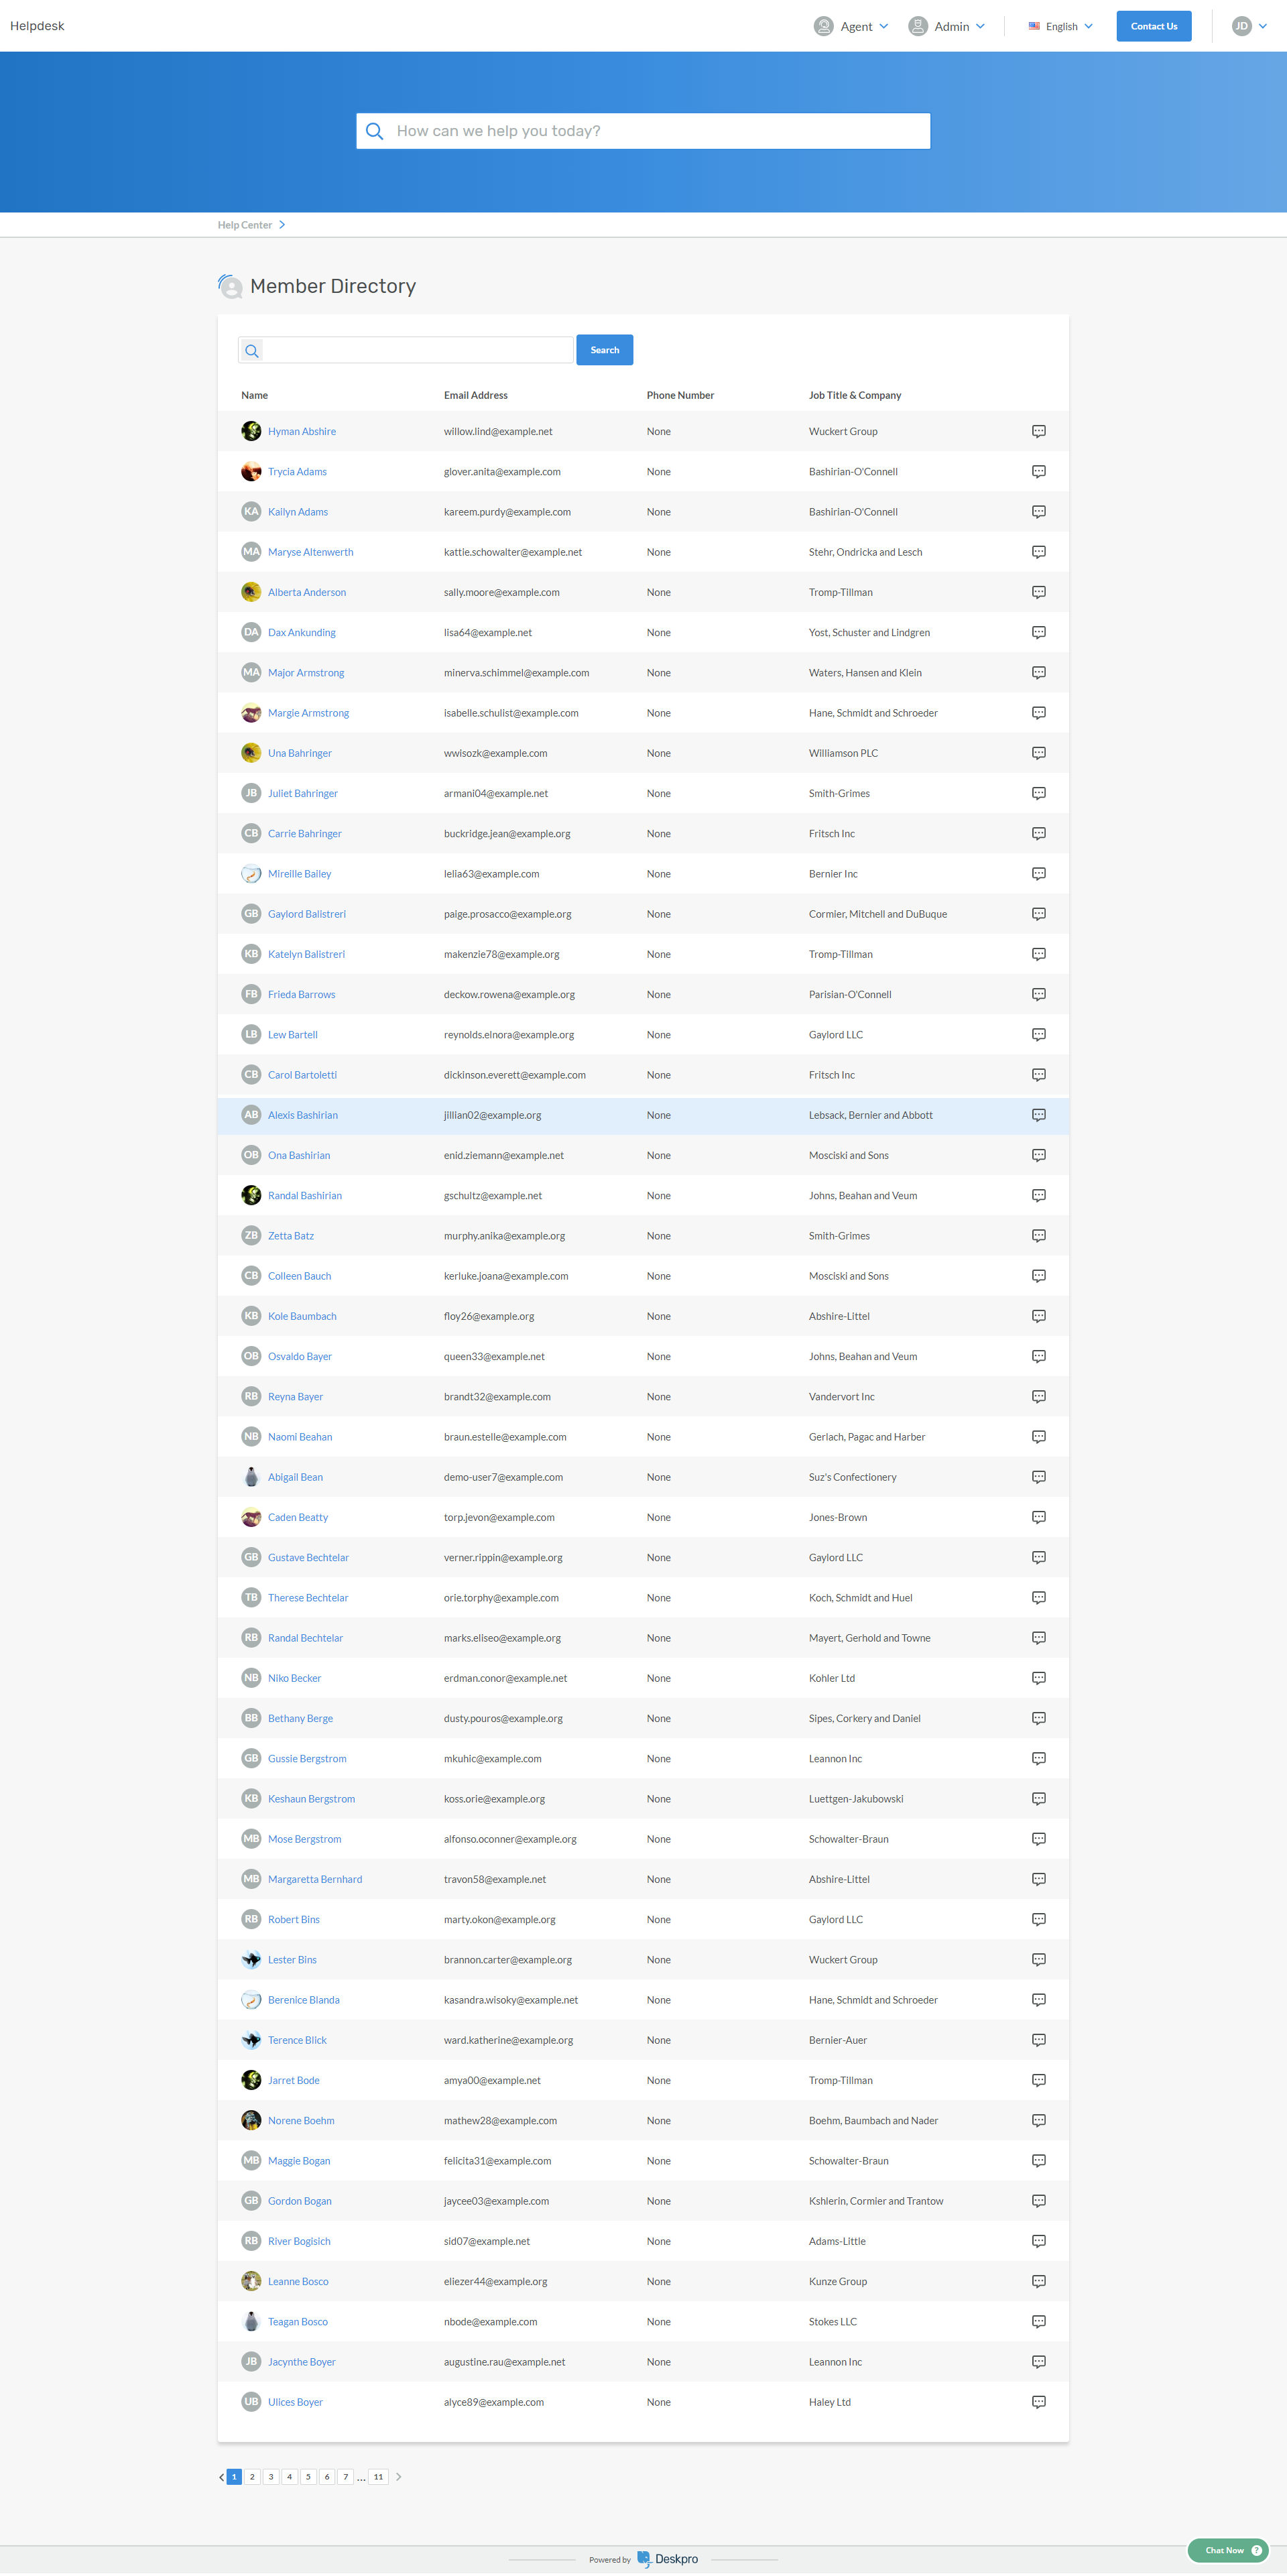 Helpdesk Agent Admin English Contact Us JD
How can we help you today?
Help Center
Member Directory
Search
Name Email Address Phone Number Job Title & Company
Hyman Abshire willow.lind@example.net None Wuckert Group
Trycia Adams glover.anita@example.com None Bashirian-O'Connell
KA Kailyn Adams kareem.purdy@example.com None Bashirian-O'Connell
MA Maryse Altenwerth kattie.schowalter@example.net None Stehr, Ondricka and Lesch
Alberta Anderson sally.moore@example.com None Tromp-Tillman
DA Dax Ankunding lisa64@example.net None Yost, Schuster and Lindgren
MA Major Armstrong minerva.schimmel@example.com None Waters, Hansen and Klein
Margie Armstrong isabelle.schulist@example.com None Hane, Schmidt and Schroeder
Una Bahringer wwisozk@example.com None Williamson PLC
JB Juliet Bahringer armani04@example.net None Smith-Grimes
CB Carrie Bahringer buckridge.jean@example.org None Fritsch Inc
Mireille Bailey lelia63@example.com None Bernier Inc
GB Gaylord Balistreri paige.prosacco@example.org None Cormier, Mitchell and DuBuque
KB Katelyn Balistreri makenzie78@example.org None Tromp-Tillman
FB Frieda Barrows deckow.rowena@example.org None Parisian-O'Connell
LB Lew Bartell reynolds.elnora@example.org None Gaylord LLC
CB Carol Bartoletti dickinson.everett@example.com None Fritsch Inc
AB Alexis Bashirian jillian02@example.org None Lebsack, Bernier and Abbott
OB Ona Bashirian enid.ziemann@example.net None Mosciski and Sons
Randal Bashirian gschultz@example.net None Johns, Beahan and Veum
ZB Zetta Batz murphy.anika@example.org None Smith-Grimes
CB Colleen Bauch kerluke.joana@example.com None Mosciski and Sons
KB Kole Baumbach floy26@example.org None Abshire-Littel
OB Osvaldo Bayer queen33@example.net None Johns, Beahan and Veum
RB Reyna Bayer brandt32@example.com None Vandervort Inc
NB Naomi Beahan braun.estelle@example.com None Gerlach, Pagac and Harber
Abigail Bean demo-user7@example.com None Suz's Confectionery
Caden Beatty torp.jevon@example.com None Jones-Brown
GB Gustave Bechtelar verner.rippin@example.org None Gaylord LLC
TB Therese Bechtelar orie.torphy@example.com None Koch, Schmidt and Huel
RB Randal Bechtelar marks.eliseo@example.org None Mayert, Gerhold and Towne
NB Niko Becker erdman.conor@example.net None Kohler Ltd
BB Bethany Berge dusty.pouros@example.org None Sipes, Corkery and Daniel
GB Gussie Bergstrom mkuhic@example.com None Leannon Inc
KB Keshaun Bergstrom koss.orie@example.org None Luettgen-Jakubowski
MB Mose Bergstrom alfonso.oconner@example.org None Schowalter-Braun
MB Margaretta Bernhard travon58@example.net None Abshire-Littel
RB Robert Bins marty.okon@example.org None Gaylord LLC
Lester Bins brannon.carter@example.org None Wuckert Group
Berenice Blanda kasandra.wisoky@example.net None Hane, Schmidt and Schroeder
Terence Blick ward.katherine@example.org None Bernier-Auer
Jarret Bode amya00@example.net None Tromp-Tillman
Norene Boehm mathew28@example.com None Boehm, Baumbach and Nader
MB Maggie Bogan felicita31@example.com None Schowalter-Braun
GB Gordon Bogan jaycee03@example.com None Kshlerin, Cormier and Trantow
RB River Bogisich sid07@example.net None Adams-Little
Leanne Bosco eliezer44@example.org None Kunze Group
Teagan Bosco nbode@example.com None Stokes LLC
JB Jacynthe Boyer augustine.rau@example.net None Leannon Inc
UB Ulices Boyer alyce89@example.com None Haley Ltd
1 2 3 4 5 6 7 ... 11
Powered by Deskpro
Chat Now ?